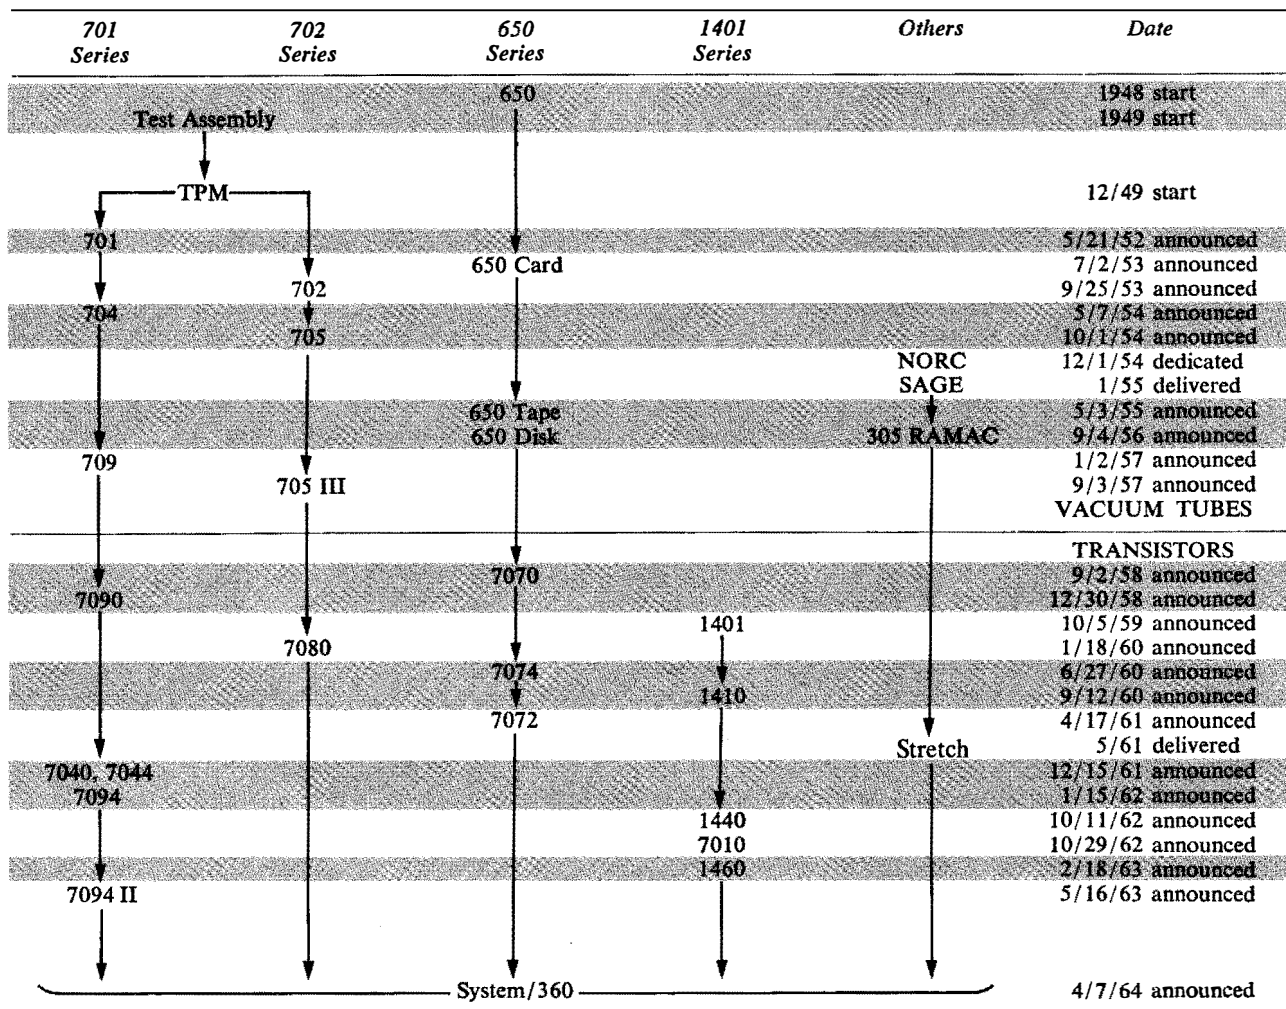 701 Series 702 Series 650 Series 1401 Series Others Date
650 1948 start
Test Assembly 1949 start
TPM 12/49 start
701 5/21/52 announced
650 Card 7/2/53 announced
702 9/25/53 announced
704 5/7/54 announced
705 10/1/54 announced
NORC 12/1/54 dedicated
SAGE 1/55 delivered
650 Tape 5/3/55 announced
650 Disk 305 RAMAC 9/4/56 announced
709 1/2/57 announced
705 III 9/3/57 announced
VACUUM TUBES
TRANSISTORS
7070 9/2/58 announced
7090 12/30/58 announced
1401 10/5/59 announced
7080 1/18/60 announced
7074 6/27/60 announced
1410 9/12/60 announced
7072 4/17/61 announced
Stretch 5/61 delivered
7040, 7044 12/15/61 announced
7094 1/15/62 announced
1440 10/11/62 announced
7010 10/29/62 announced
1460 2/18/63 announced
7094 II 5/16/63 announced
System/360 4/7/64 announced